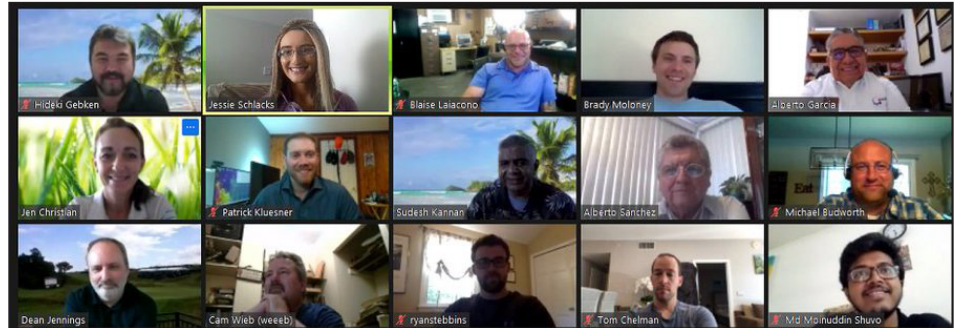 Hideki Gebken
Jessie Schlacks
Blaise Laiacono
Brady Moloney
Alberto Garcia
Jen Christian
Patrick Kluesner
Sudesh Kannan
Alberto Sanchez
Eat
Michael Budworth
Dean Jennings
Cam Wieb (weeeb)
ryanstebbins
Tom Chelman
Md Moinuddin Shuvo